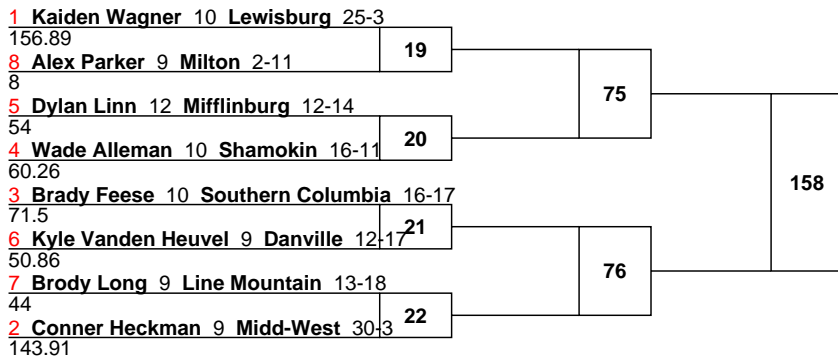 1 Kaiden Wagner 10 Lewisburg 25-3
156.89
19
8 Alex Parker 9 Milton 2-11
8
75
5 Dylan Linn 12 Mifflinburg 12-14
54
20
4 Wade Alleman 10 Shamokin 16-11
60.26
158
3 Brady Feese 10 Southern Columbia 16-17
71.5
21
6 Kyle Vanden Heuvel 9 Danville 12-17
50.86
76
7 Brody Long 9 Line Mountain 13-18
44
22
2 Conner Heckman 9 Midd-West 30-3
143.91